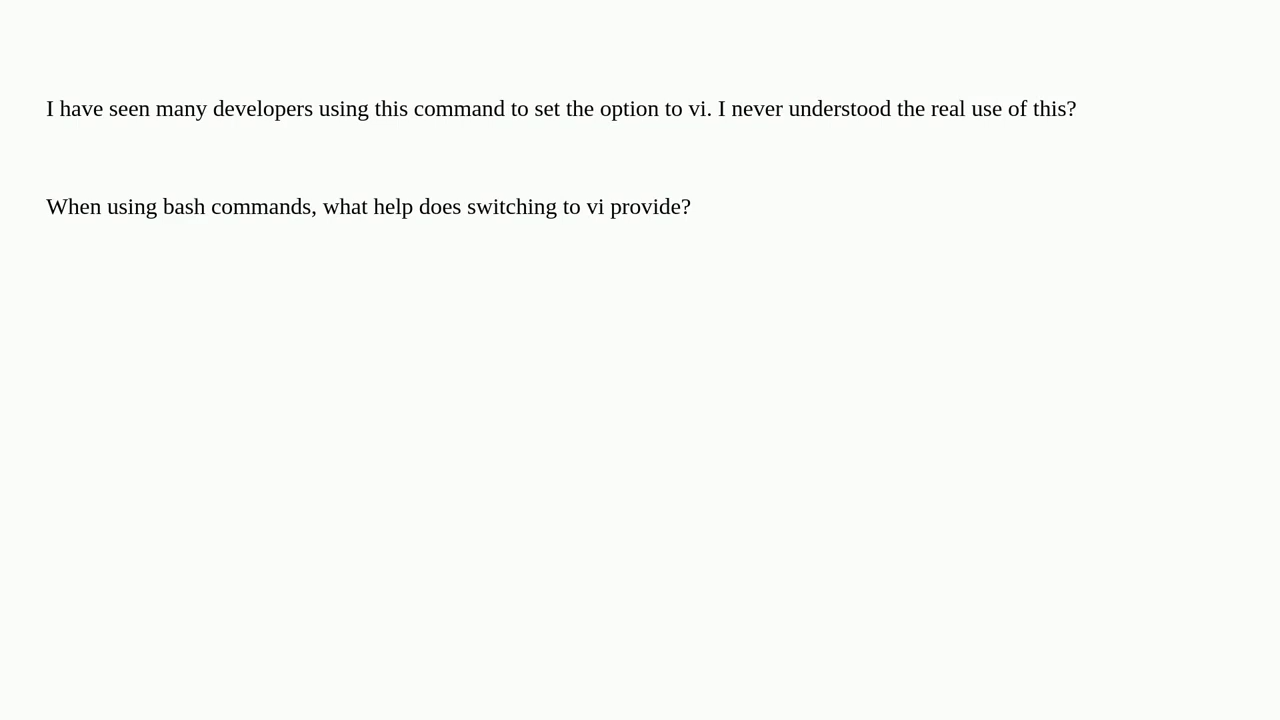 I have seen many developers using this command to set the option to vi. I never understood the real use of this?
When using bash commands, what help does switching to vi provide?